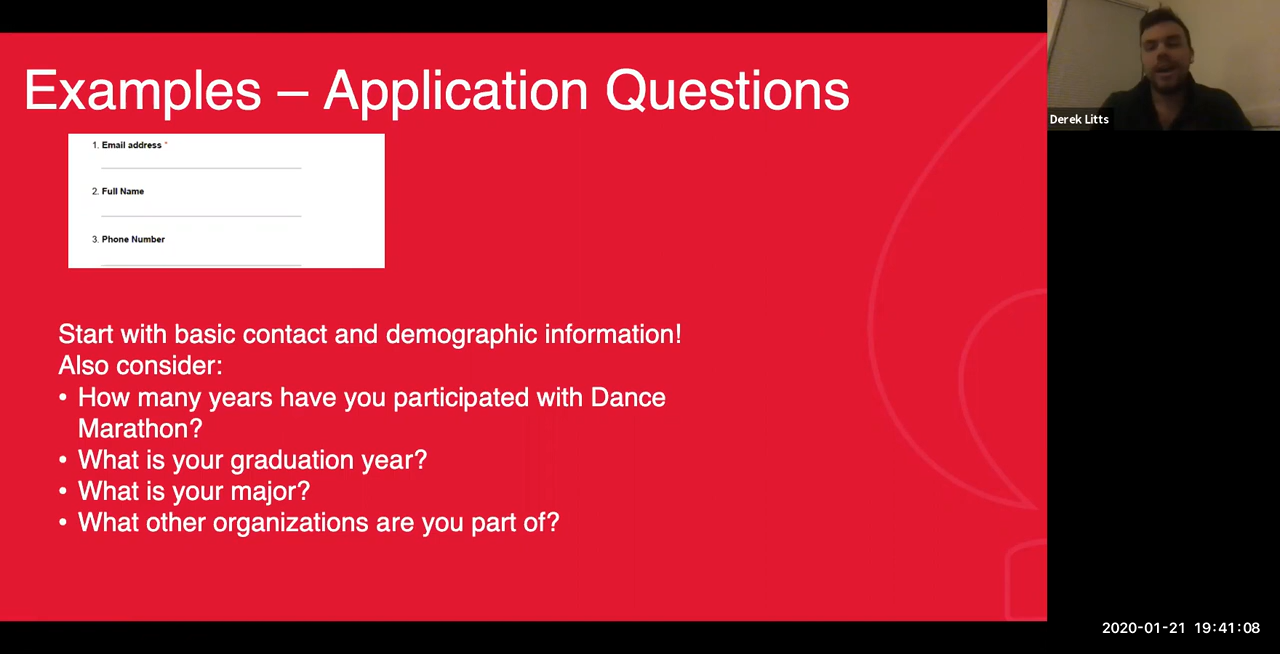 Examples – Application Questions
1. Email address *
2. Full Name
3. Phone Number
Start with basic contact and demographic information!
Also consider:
• How many years have you participated with Dance
Marathon?
• What is your graduation year?
• What is your major?
• What other organizations are you part of?
Derek Litts
2020-01-21 19:41:08